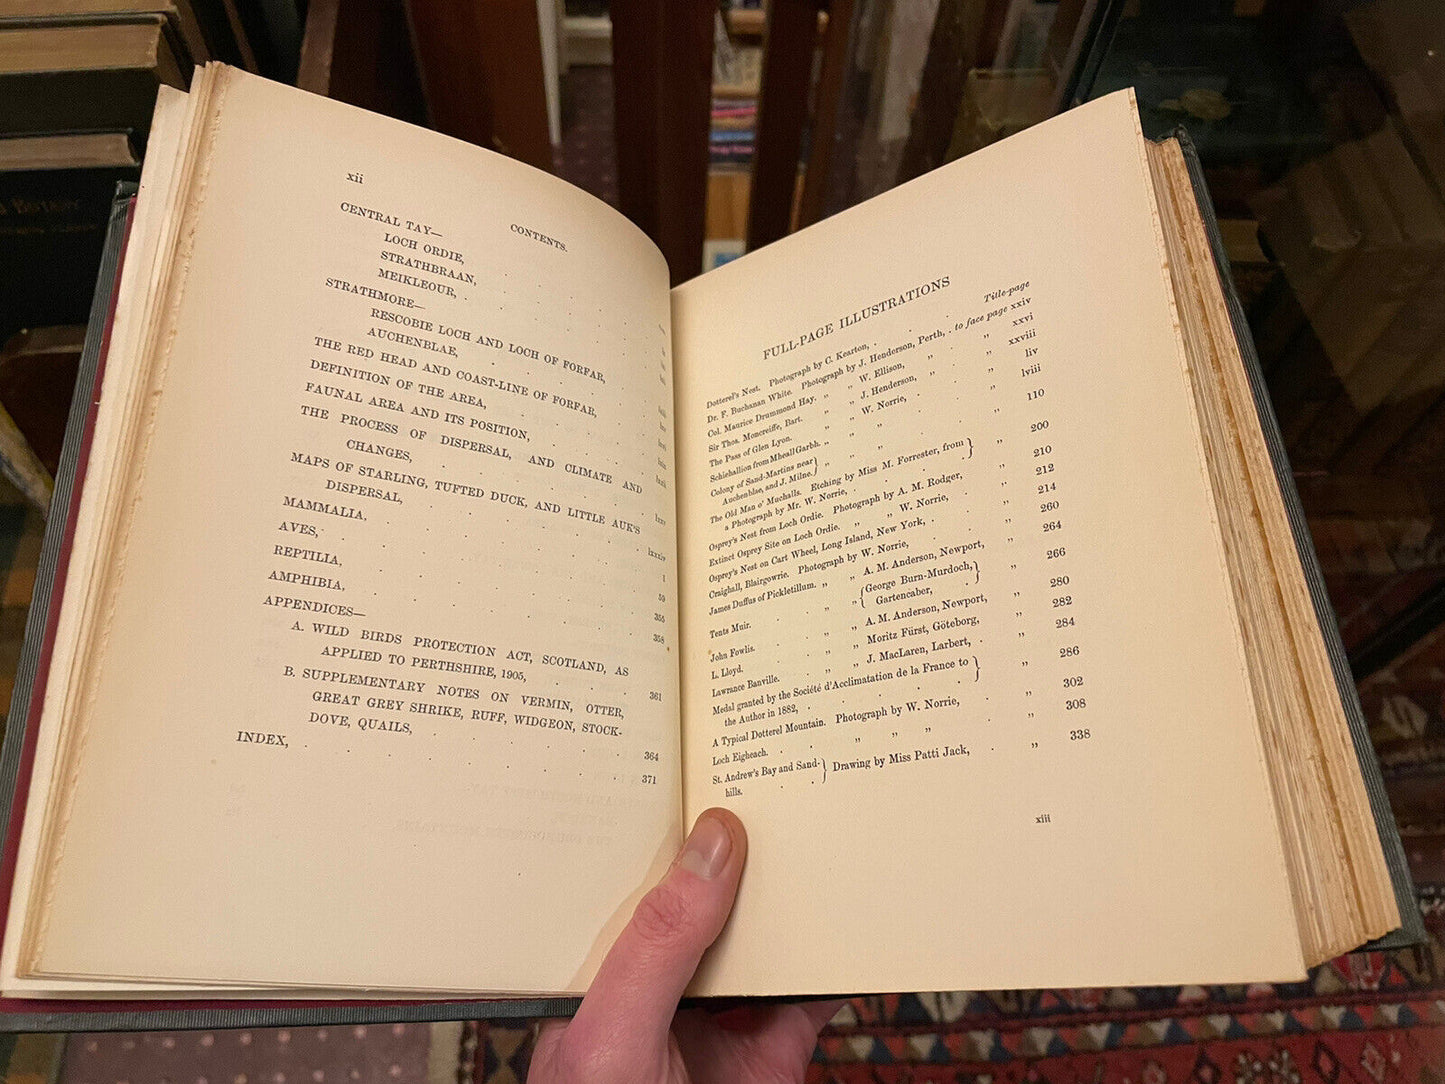 xii
CONTENTS.
CENTRAL TAY—
LOCH ORDIE,
STRATHBRAAN,
MEIKLEOUR,
STRATHMORE—
RESCOBIE LOCH AND LOCH OF FORFAR,
AUCHENBLAE,
THE RED HEAD AND COAST-LINE OF FORFAR,
DEFINITION OF THE AREA,
FAUNAL AREA AND ITS POSITION,
THE PROCESS OF DISPERSAL, AND CLIMATE AND
CHANGES,
MAPS OF STARLING, TUFTED DUCK, AND LITTLE AUK'S
DISPERSAL, lxxxiv
MAMMALIA, 1
AVES, 59
REPTILIA, 355
AMPHIBIA, 358
APPENDICES—
A. WILD BIRDS PROTECTION ACT, SCOTLAND, AS
APPLIED TO PERTHSHIRE, 1905, 361
B. SUPPLEMENTARY NOTES ON VERMIN, OTTER,
GREAT GREY SHRIKE, RUFF, WIDGEON, STOCK-
DOVE, QUAILS, 364
INDEX, 371
FULL-PAGE ILLUSTRATIONS
Dotterel's Nest. Photograph by C. Kearton, Title-page
Dr. F. Buchanan White. Photograph by J. Henderson, Perth, to face page xxiv
Col. Maurice Drummond Hay. „ „ W. Ellison, „ xxvi
Sir Thos. Moncreiffe, Bart. „ „ J. Henderson, „ „ xxviii
The Pass of Glen Lyon. „ „ W. Norrie, „ liv
Schiehallion from Mheall Garbh. „ „ „ lviii
Colony of Sand-Martins near
Auchenblae, and J. Milne. } „ „ „ 110
The Old Man o' Muchalls. Etching by Miss M. Forrester, from
a Photograph by Mr. W. Norrie, } „ 200
Osprey's Nest from Loch Ordie. Photograph by A. M. Rodger, „ 210
Extinct Osprey Site on Loch Ordie. „ „ W. Norrie, „ 212
Osprey's Nest on Cart Wheel, Long Island, New York, „ 214
Craighall, Blairgowrie. Photograph by W. Norrie, „ 260
James Duffus of Pickletillum. „ „ A. M. Anderson, Newport, „ 264
Tents Muir. „ „ { George Burn-Murdoch,
Gartencaber, } „ 266
John Fowlis. „ „ A. M. Anderson, Newport, „ 280
L. Lloyd. „ „ Moritz Fürst, Göteborg, „ 282
Lawrance Banville. „ „ J. MacLaren, Larbert, „ 284
Medal granted by the Société d'Acclimatation de la France to
the Author in 1882, } „ 286
A Typical Dotterel Mountain. Photograph by W. Norrie, „ 302
Loch Eigheach. „ „ „ „ 308
St. Andrew's Bay and Sand-
hills. } Drawing by Miss Patti Jack, „ 338
xiii